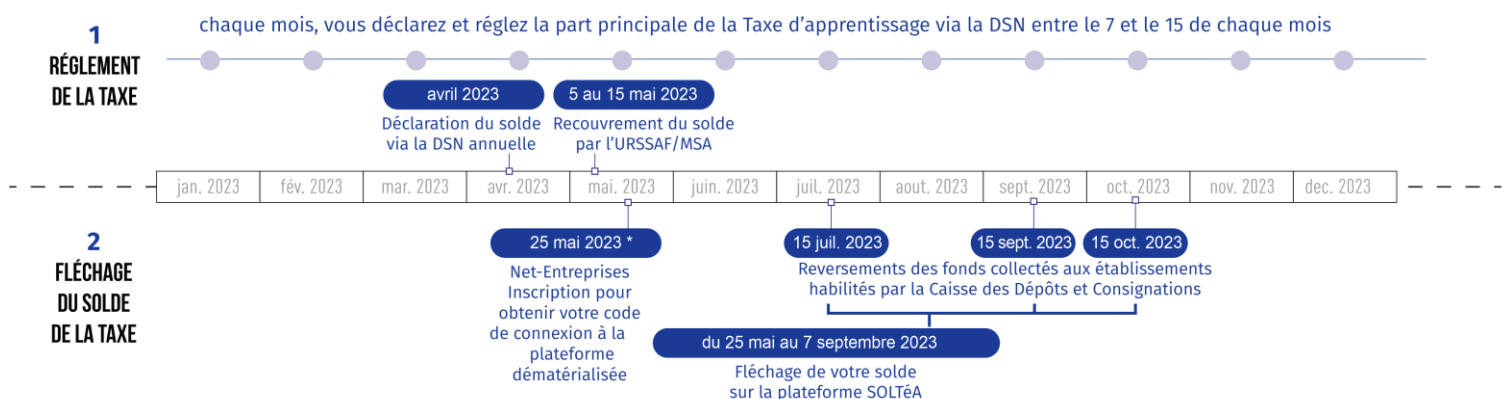 chaque mois, vous déclarez et réglez la part principale de la Taxe d’apprentissage via la DSN entre le 7 et le 15 de chaque mois
1
RÉGLEMENT
DE LA TAXE
avril 2023
Déclaration du solde
via la DSN annuelle
5 au 15 mai 2023
Recouvrement du solde
par l’URSSAF/MSA
jan. 2023 fév. 2023 mar. 2023 avr. 2023 mai. 2023 juin. 2023 juil. 2023 aout. 2023 sept. 2023 oct. 2023 nov. 2023 dec. 2023
2
FLÉCHAGE
DU SOLDE
DE LA TAXE
25 mai 2023 *
Net-Entreprises
Inscription pour
obtenir votre code
de connexion à la
plateforme
dématérialisée
15 juil. 2023 15 sept. 2023 15 oct. 2023
Reversements des fonds collectés aux établissements
habilités par la Caisse des Dépôts et Consignations
du 25 mai au 7 septembre 2023
Fléchage de votre solde
sur la plateforme SOLTéA